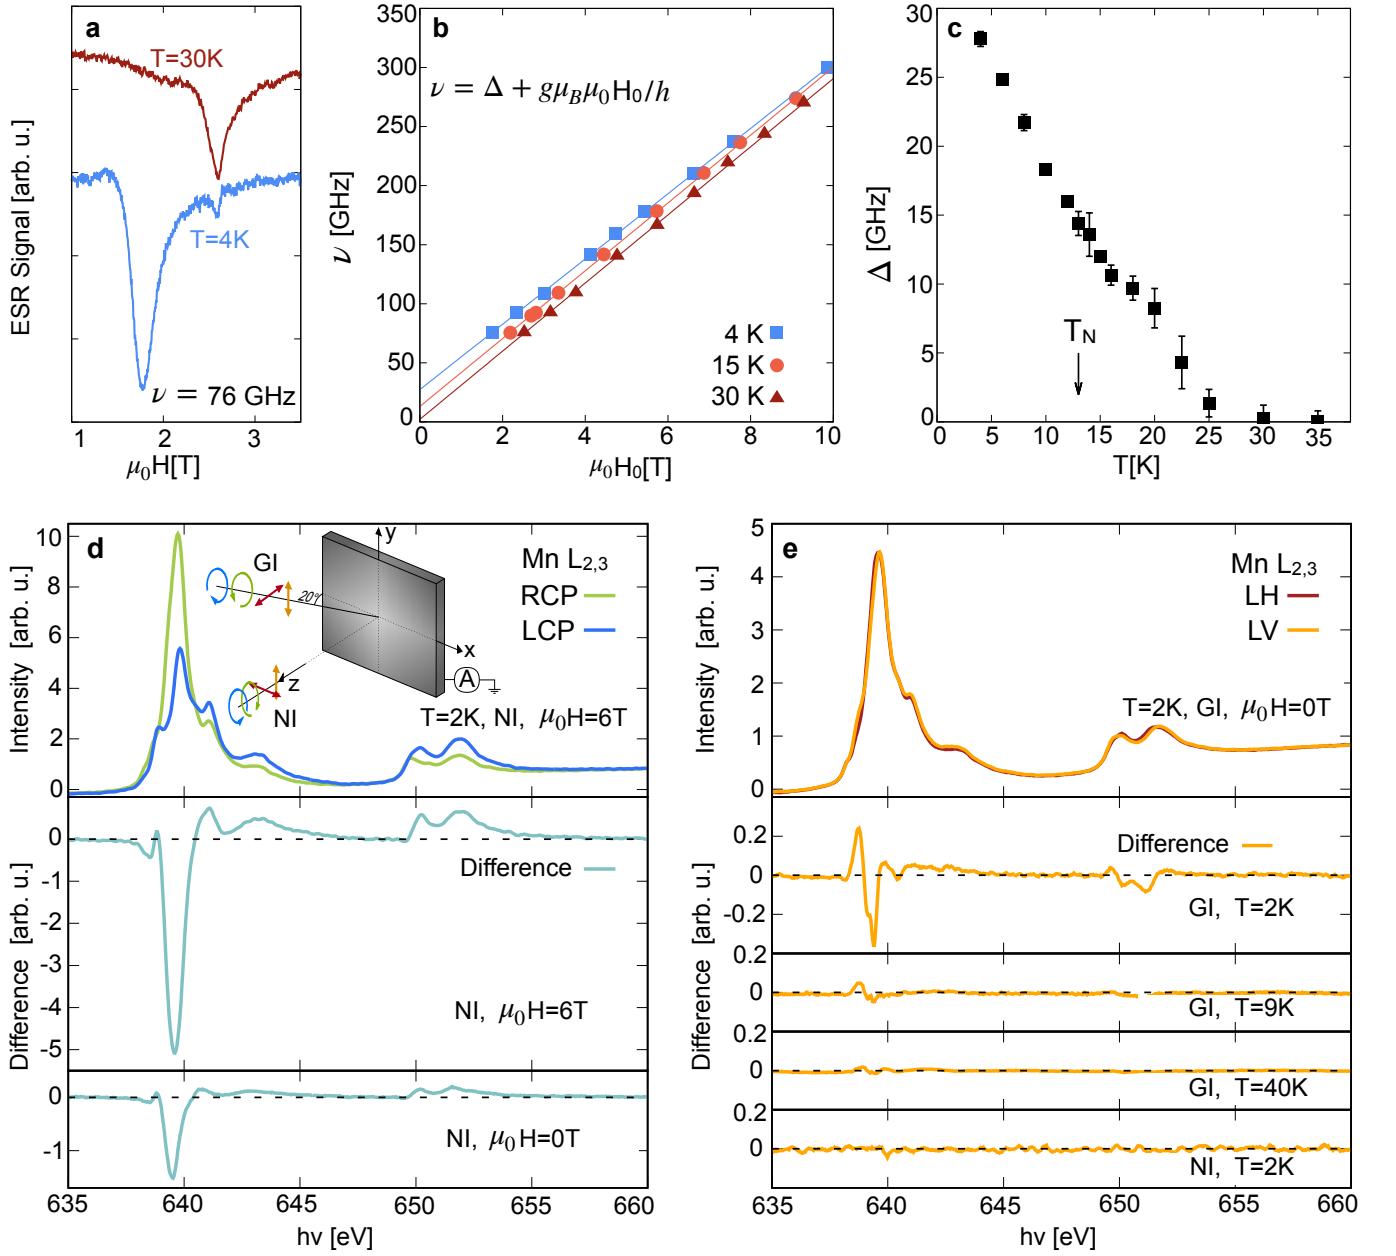 a
T=30K
T=4K
ν = 76 GHz
ESR Signal [arb. u.]
1 2 3
μ₀H[T]
b
ν = Δ + gμ_Bμ₀H₀/h
350
300
250
200
150
100
50
0
ν [GHz]
4 K
15 K
30 K
0 2 4 6 8 10
μ₀H₀[T]
c
30
25
20
15
10
5
0
Δ [GHz]
T_N
0 5 10 15 20 25 30 35
T[K]
d
10
8
6
4
2
0
Intensity [arb. u.]
GI
20°
y
x
z
NI
A
Mn L₂,₃
RCP
LCP
T=2K, NI, μ₀H=6T
0
-1
-2
-3
-4
-5
Difference [arb. u.]
Difference
NI, μ₀H=6T
0
-1
NI, μ₀H=0T
635 640 645 650 655 660
hν [eV]
e
5
4
3
2
1
0
Intensity [arb. u.]
Mn L₂,₃
LH
LV
T=2K, GI, μ₀H=0T
0.2
0
-0.2
Difference [arb. u.]
Difference
GI, T=2K
0.2
0
GI, T=9K
0.2
0
GI, T=40K
0.2
0
NI, T=2K
635 640 645 650 655 660
hν [eV]